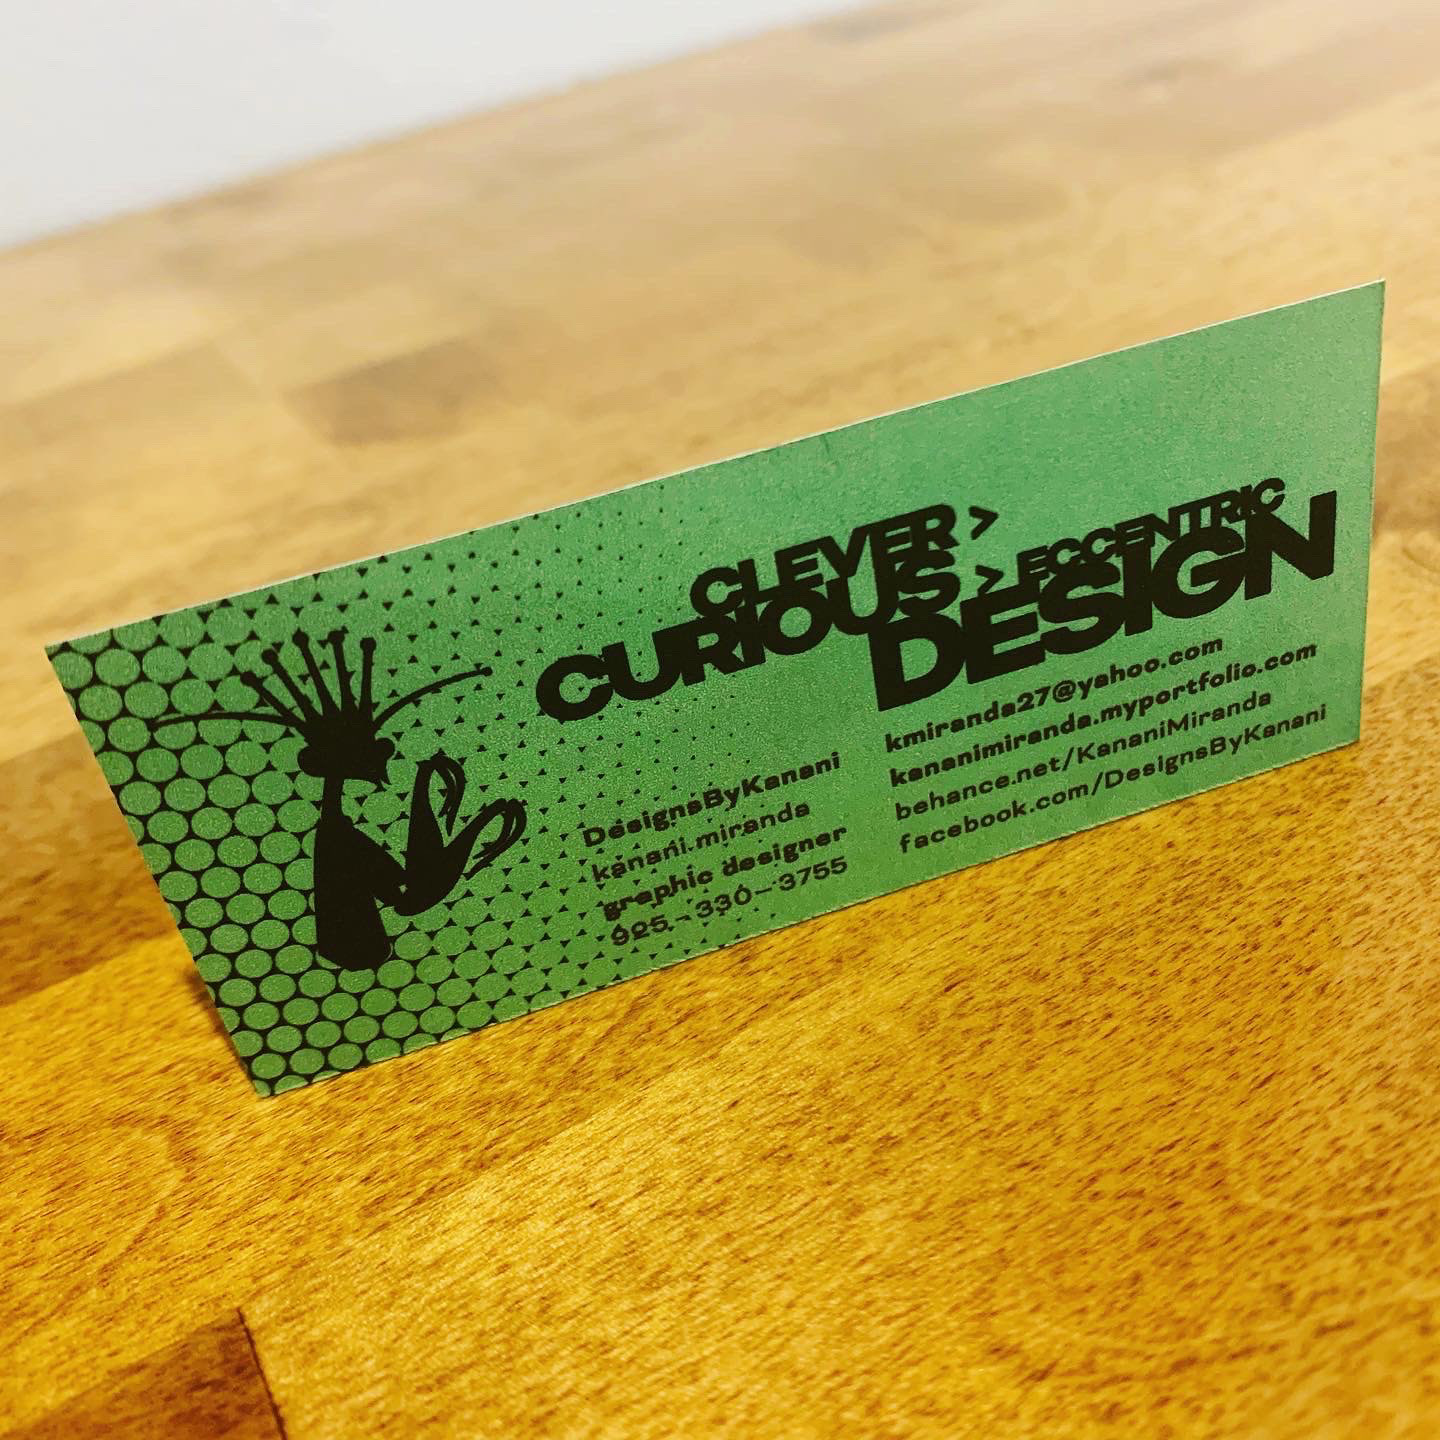 CLEVER >
CURIOUS > ECCENTRIC
DESIGN
DesignsByKanani
kanani.miranda
graphic designer
925-330-3755
kmiranda27@yahoo.com
kananimiranda.myportfolio.com
behance.net/KananiMiranda
facebook.com/DesignsByKanani